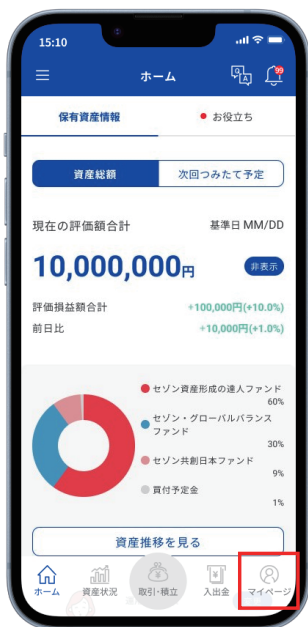 15:10
ホーム
Q A
99
保有資産情報
お役立ち
資産総額
次回つみたて予定
現在の評価額合計
基準日 MM/DD
10,000,000円
非表示
評価損益額合計
+100,000円(+10.0%)
前日比
+10,000円(+1.0%)
セゾン資産形成の達人ファンド
60%
セゾン・グローバルバランス
ファンド
30%
セゾン共創日本ファンド
9%
買付予定金
1%
資産推移を見る
ホーム
資産状況
取引・積立
入出金
マイページ